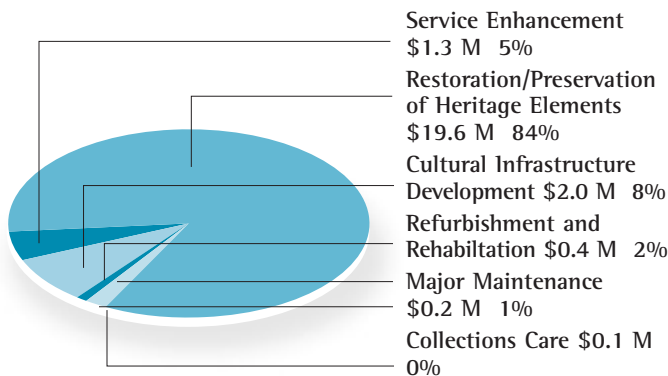 Service Enhancement
$1.3 M 5%
Restoration/Preservation
of Heritage Elements
$19.6 M 84%
Cultural Infrastructure
Development $2.0 M 8%
Refurbishment and
Rehabiltation $0.4 M 2%
Major Maintenance
$0.2 M 1%
Collections Care $0.1 M
0%